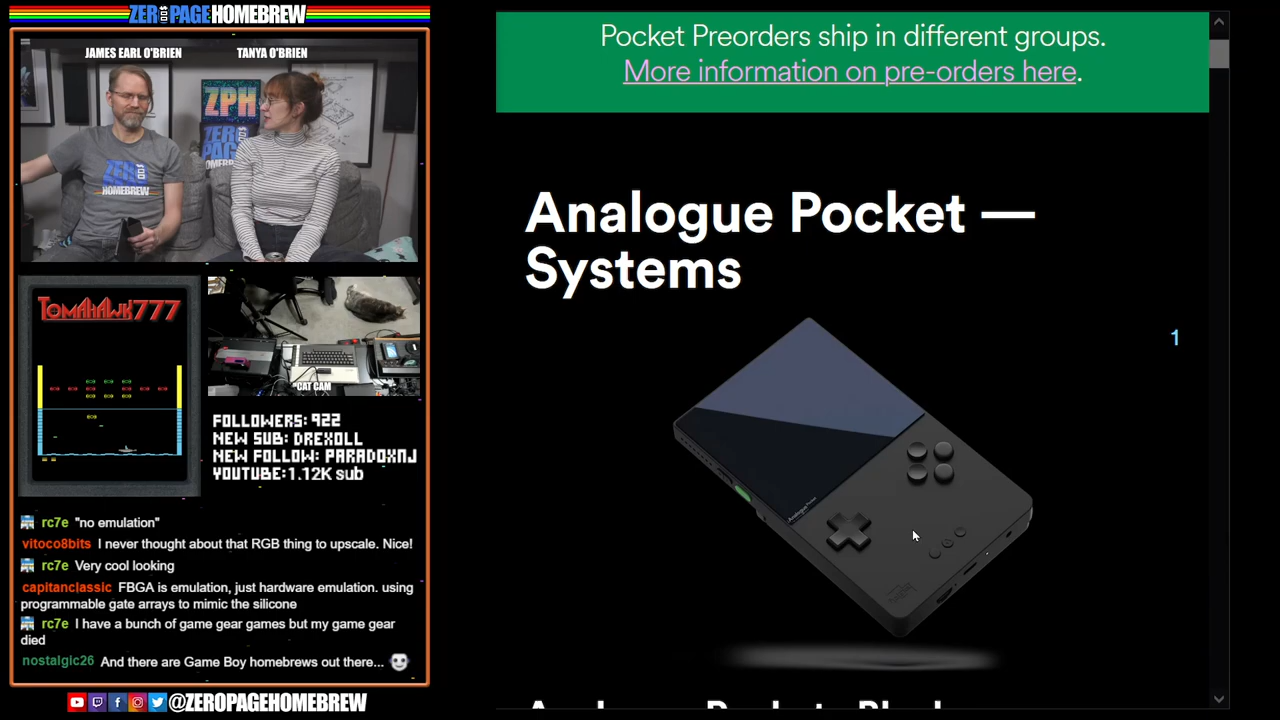 ZERO PAGE HOMEBREW
JAMES EARL O'BRIEN
TANYA O'BRIEN
ZPH
HOMEBREW
TOMAHAWK777
CAT CAM
FOLLOWERS: 922
NEW SUB: DREXOLL
NEW FOLLOW: PARADOXNJ
YOUTUBE: 1.12K sub
rc7e "no emulation"
vitoco8bits I never thought about that RGB thing to upscale. Nice!
rc7e Very cool looking
capitanclassic FBGA is emulation, just hardware emulation. using
programmable gate arrays to mimic the silicone
rc7e I have a bunch of game gear games but my game gear
died
nostalgic26 And there are Game Boy homebrews out there...
@ZEROPAGEHOMEBREW
Pocket Preorders ship in different groups.
More information on pre-orders here.
Analogue Pocket —
Systems
1